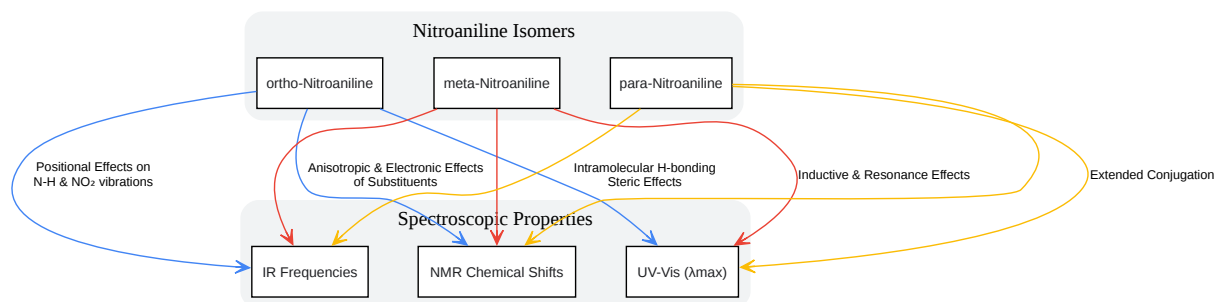 Nitroaniline Isomers
ortho-Nitroaniline
meta-Nitroaniline
para-Nitroaniline
Positional Effects on
N-H & NO₂ vibrations
Anisotropic & Electronic Effects
of Substituents
Intramolecular H-bonding
Steric Effects
Inductive & Resonance Effects
Extended Conjugation
Spectroscopic Properties
IR Frequencies
NMR Chemical Shifts
UV-Vis (λmax)